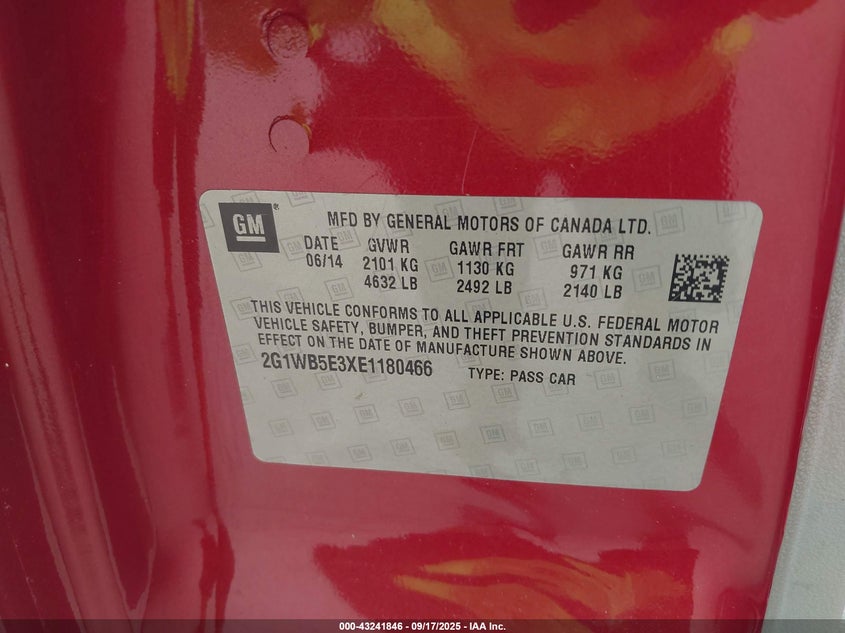 GM
®
MFD BY GENERAL MOTORS OF CANADA LTD.
DATE GVWR GAWR FRT GAWR RR
06/14 2101 KG 1130 KG 971 KG
4632 LB 2492 LB 2140 LB
THIS VEHICLE CONFORMS TO ALL APPLICABLE U.S. FEDERAL MOTOR
VEHICLE SAFETY, BUMPER, AND THEFT PREVENTION STANDARDS IN
EFFECT ON THE DATE OF MANUFACTURE SHOWN ABOVE.
2G1WB5E3XE1180466 TYPE: PASS CAR
000-43241846 - 09/17/2025 - IAA Inc.